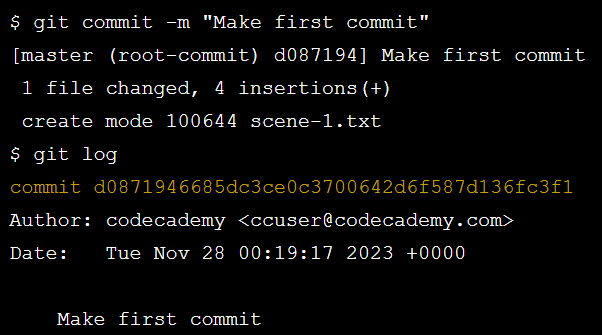 $ git commit -m "Make first commit"
[master (root-commit) d087194] Make first commit
 1 file changed, 4 insertions(+)
 create mode 100644 scene-1.txt
$ git log
commit d0871946685dc3ce0c3700642d6f587d136fc3f1
Author: codecademy <ccuser@codecademy.com>
Date:   Tue Nov 28 00:19:17 2023 +0000

    Make first commit